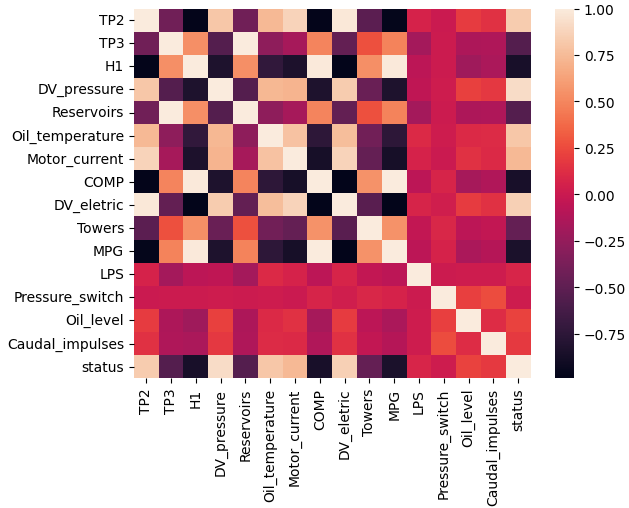 TP2
TP3
H1
DV_pressure
Reservoirs
Oil_temperature
Motor_current
COMP
DV_eletric
Towers
MPG
LPS
Pressure_switch
Oil_level
Caudal_impulses
status
TP2
TP3
H1
DV_pressure
Reservoirs
Oil_temperature
Motor_current
COMP
DV_eletric
Towers
MPG
LPS
Pressure_switch
Oil_level
Caudal_impulses
status
1.00
0.75
0.50
0.25
0.00
−0.25
−0.50
−0.75